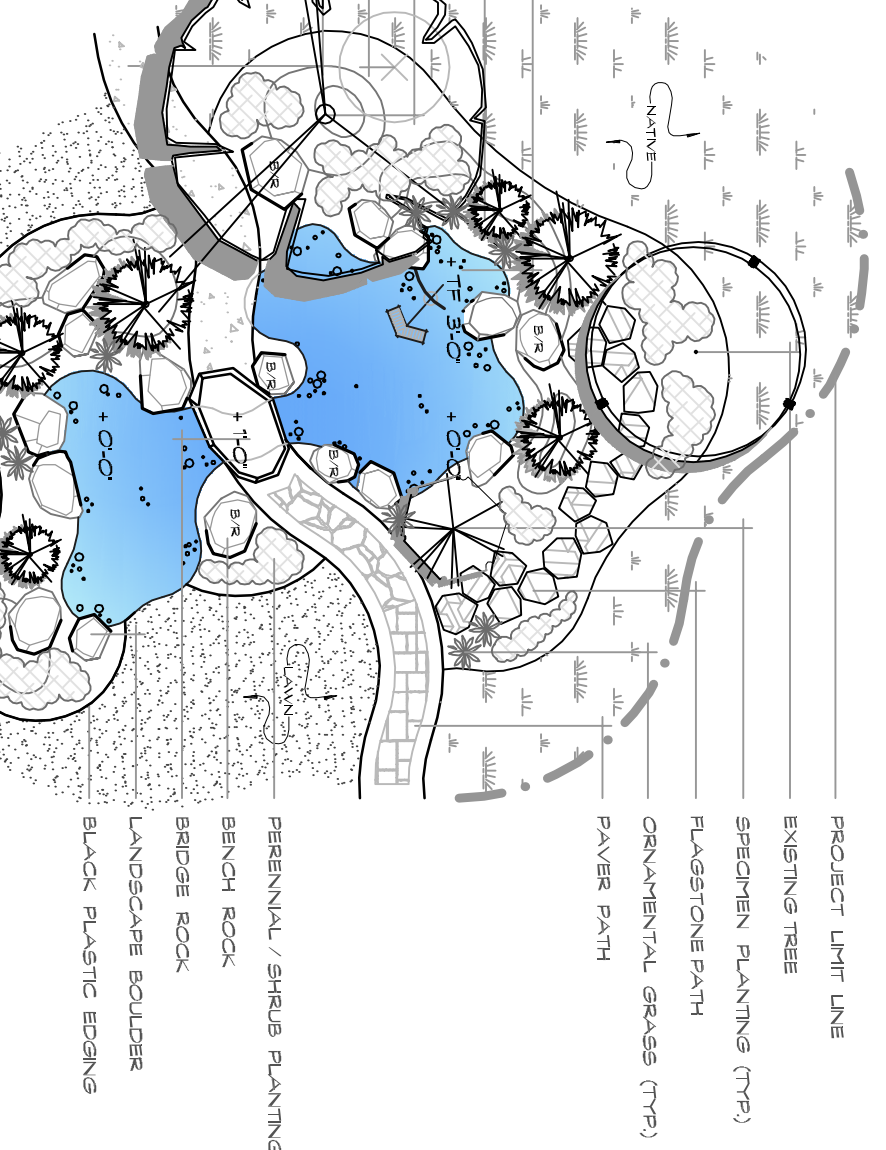 PROJECT LIMIT LINE
EXISTING TREE
SPECIMEN PLANTING (TYP.)
FLAGSTONE PATH
ORNAMENTAL GRASS (TYP.)
PAVER PATH
PERENNIAL / SHRUB PLANTING
BENCH ROCK
BRIDGE ROCK
LANDSCAPE BOULDER
BLACK PLASTIC EDGING
NATIVE
B/R
TF 3'-0"
B/R
B/R
+ 0'-0"
+ 1'-0"
+ 0'-0"
B/R
B/R
LAWN